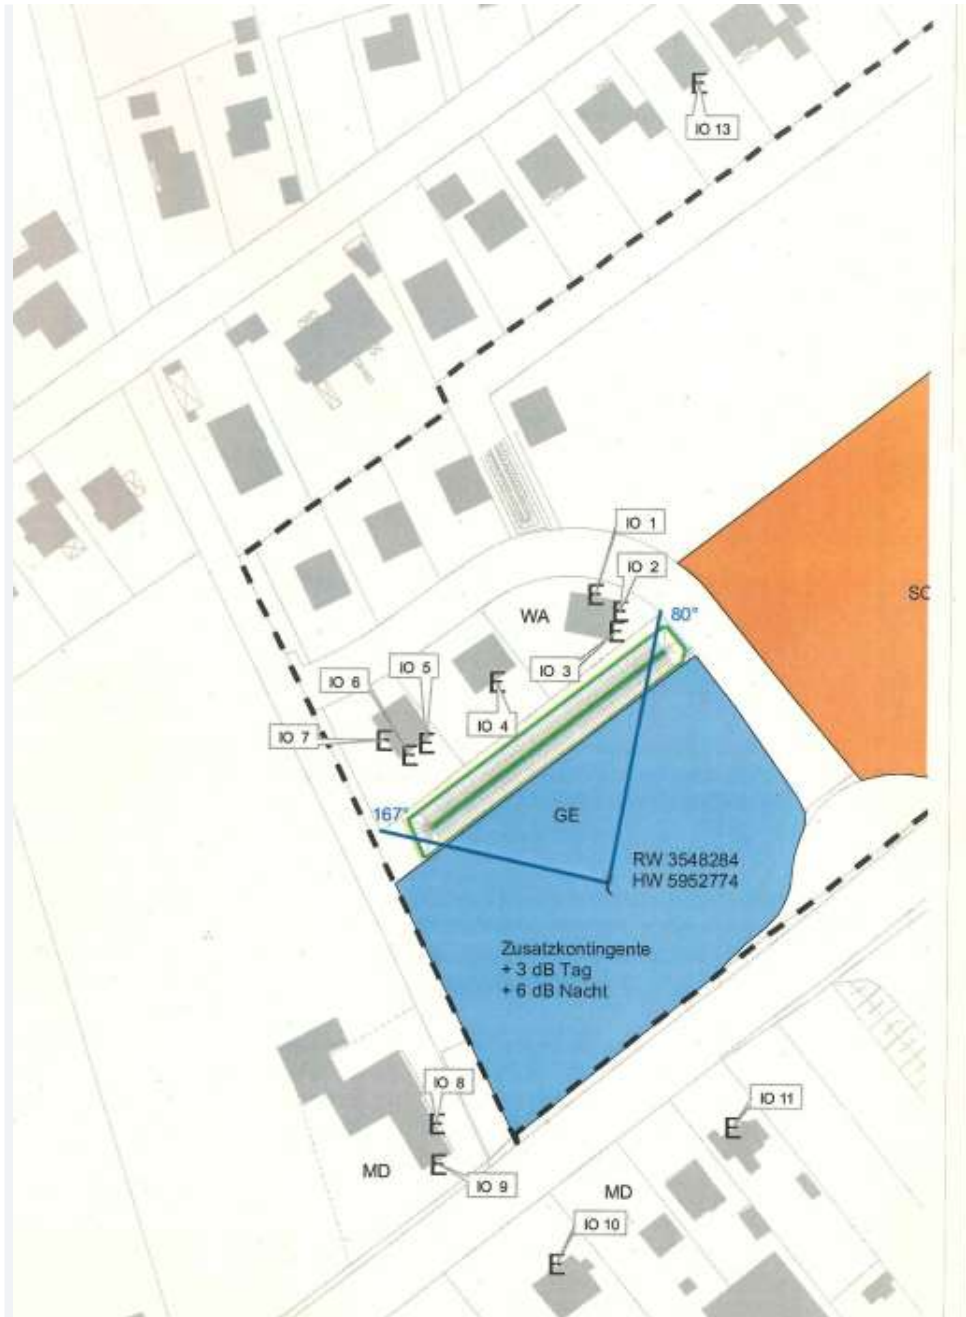 E
IO 13
IO 1
IO 2
E
E
E
WA
80°
SO
IO 3
IO 5
IO 6
E
IO 4
IO 7
E
E
E
167°
GE
RW 3548284
HW 5952774
Zusatzkontingente
+ 3 dB Tag
+ 6 dB Nacht
IO 8
E
IO 11
E
E
MD
IO 9
MD
IO 10
E